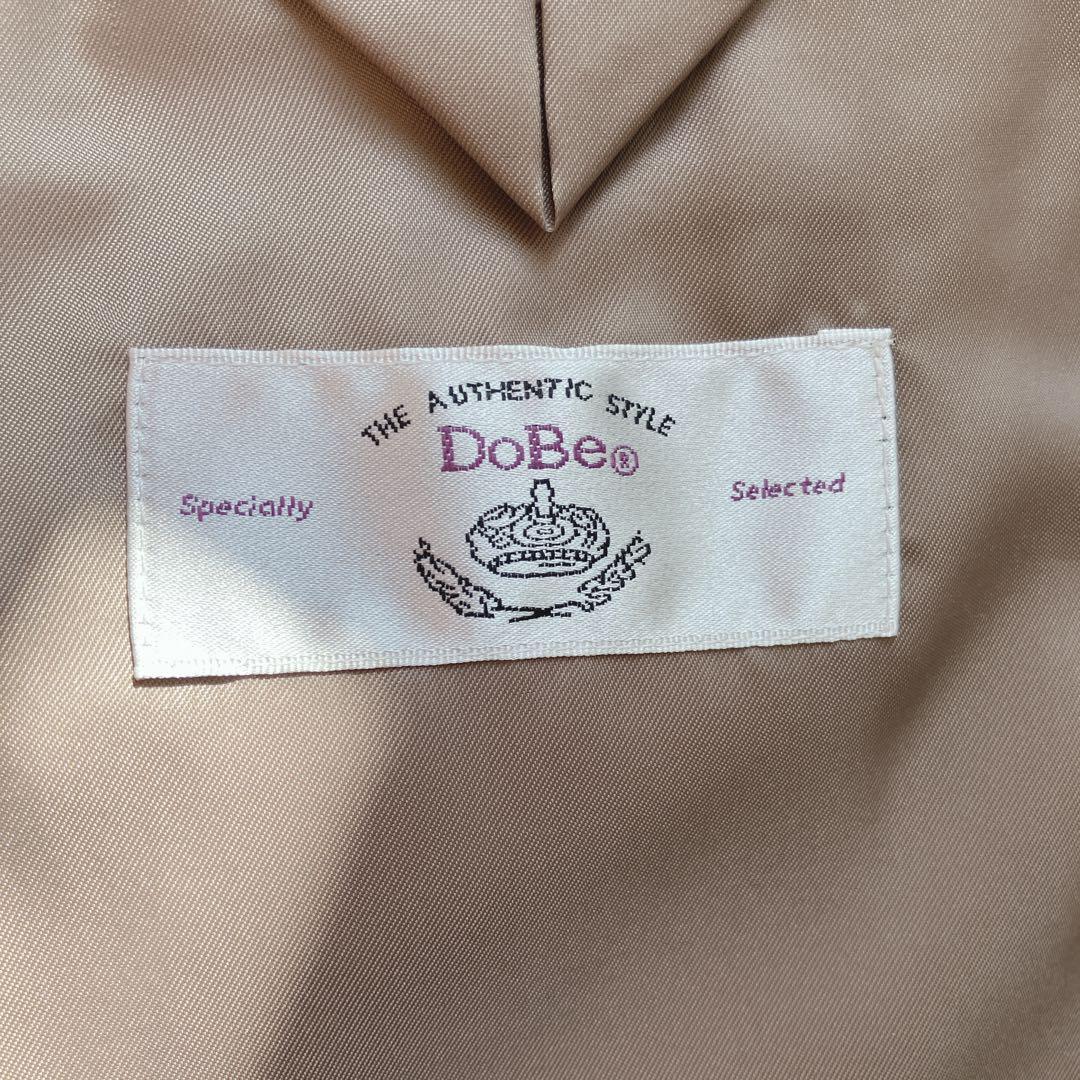 THE AUTHENTIC STYLE
DoBe®
Specially
Selected